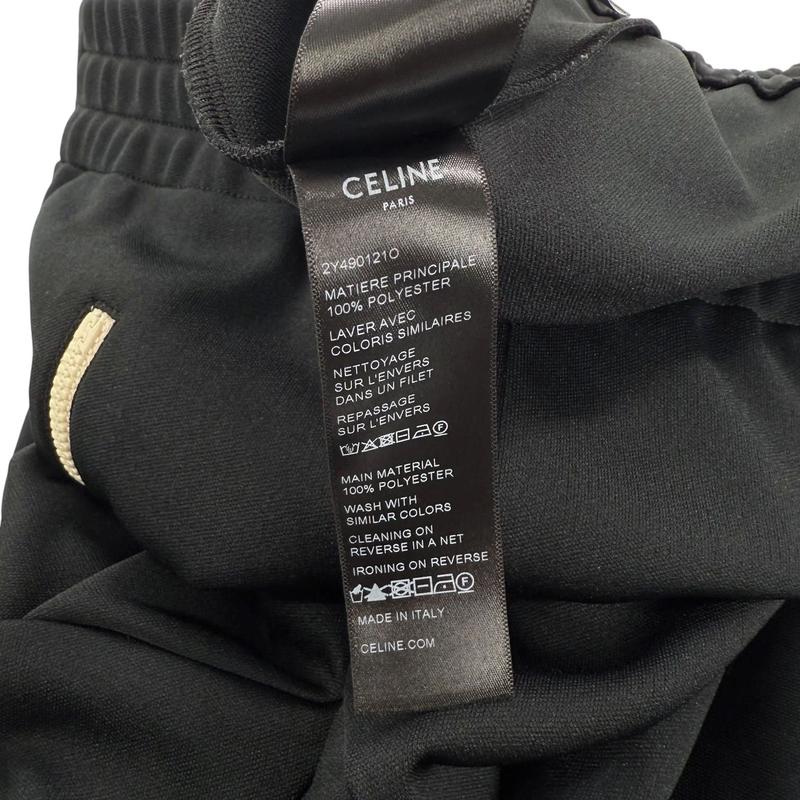 CELINE
PARIS
2Y490121O
MATIERE PRINCIPALE
100% POLYESTER
LAVER AVEC
COLORIS SIMILAIRES
NETTOYAGE
SUR L'ENVERS
DANS UN FILET
REPASSAGE
SUR L'ENVERS
MAIN MATERIAL
100% POLYESTER
WASH WITH
SIMILAR COLORS
CLEANING ON
REVERSE IN A NET
IRONING ON REVERSE
MADE IN ITALY
CELINE.COM